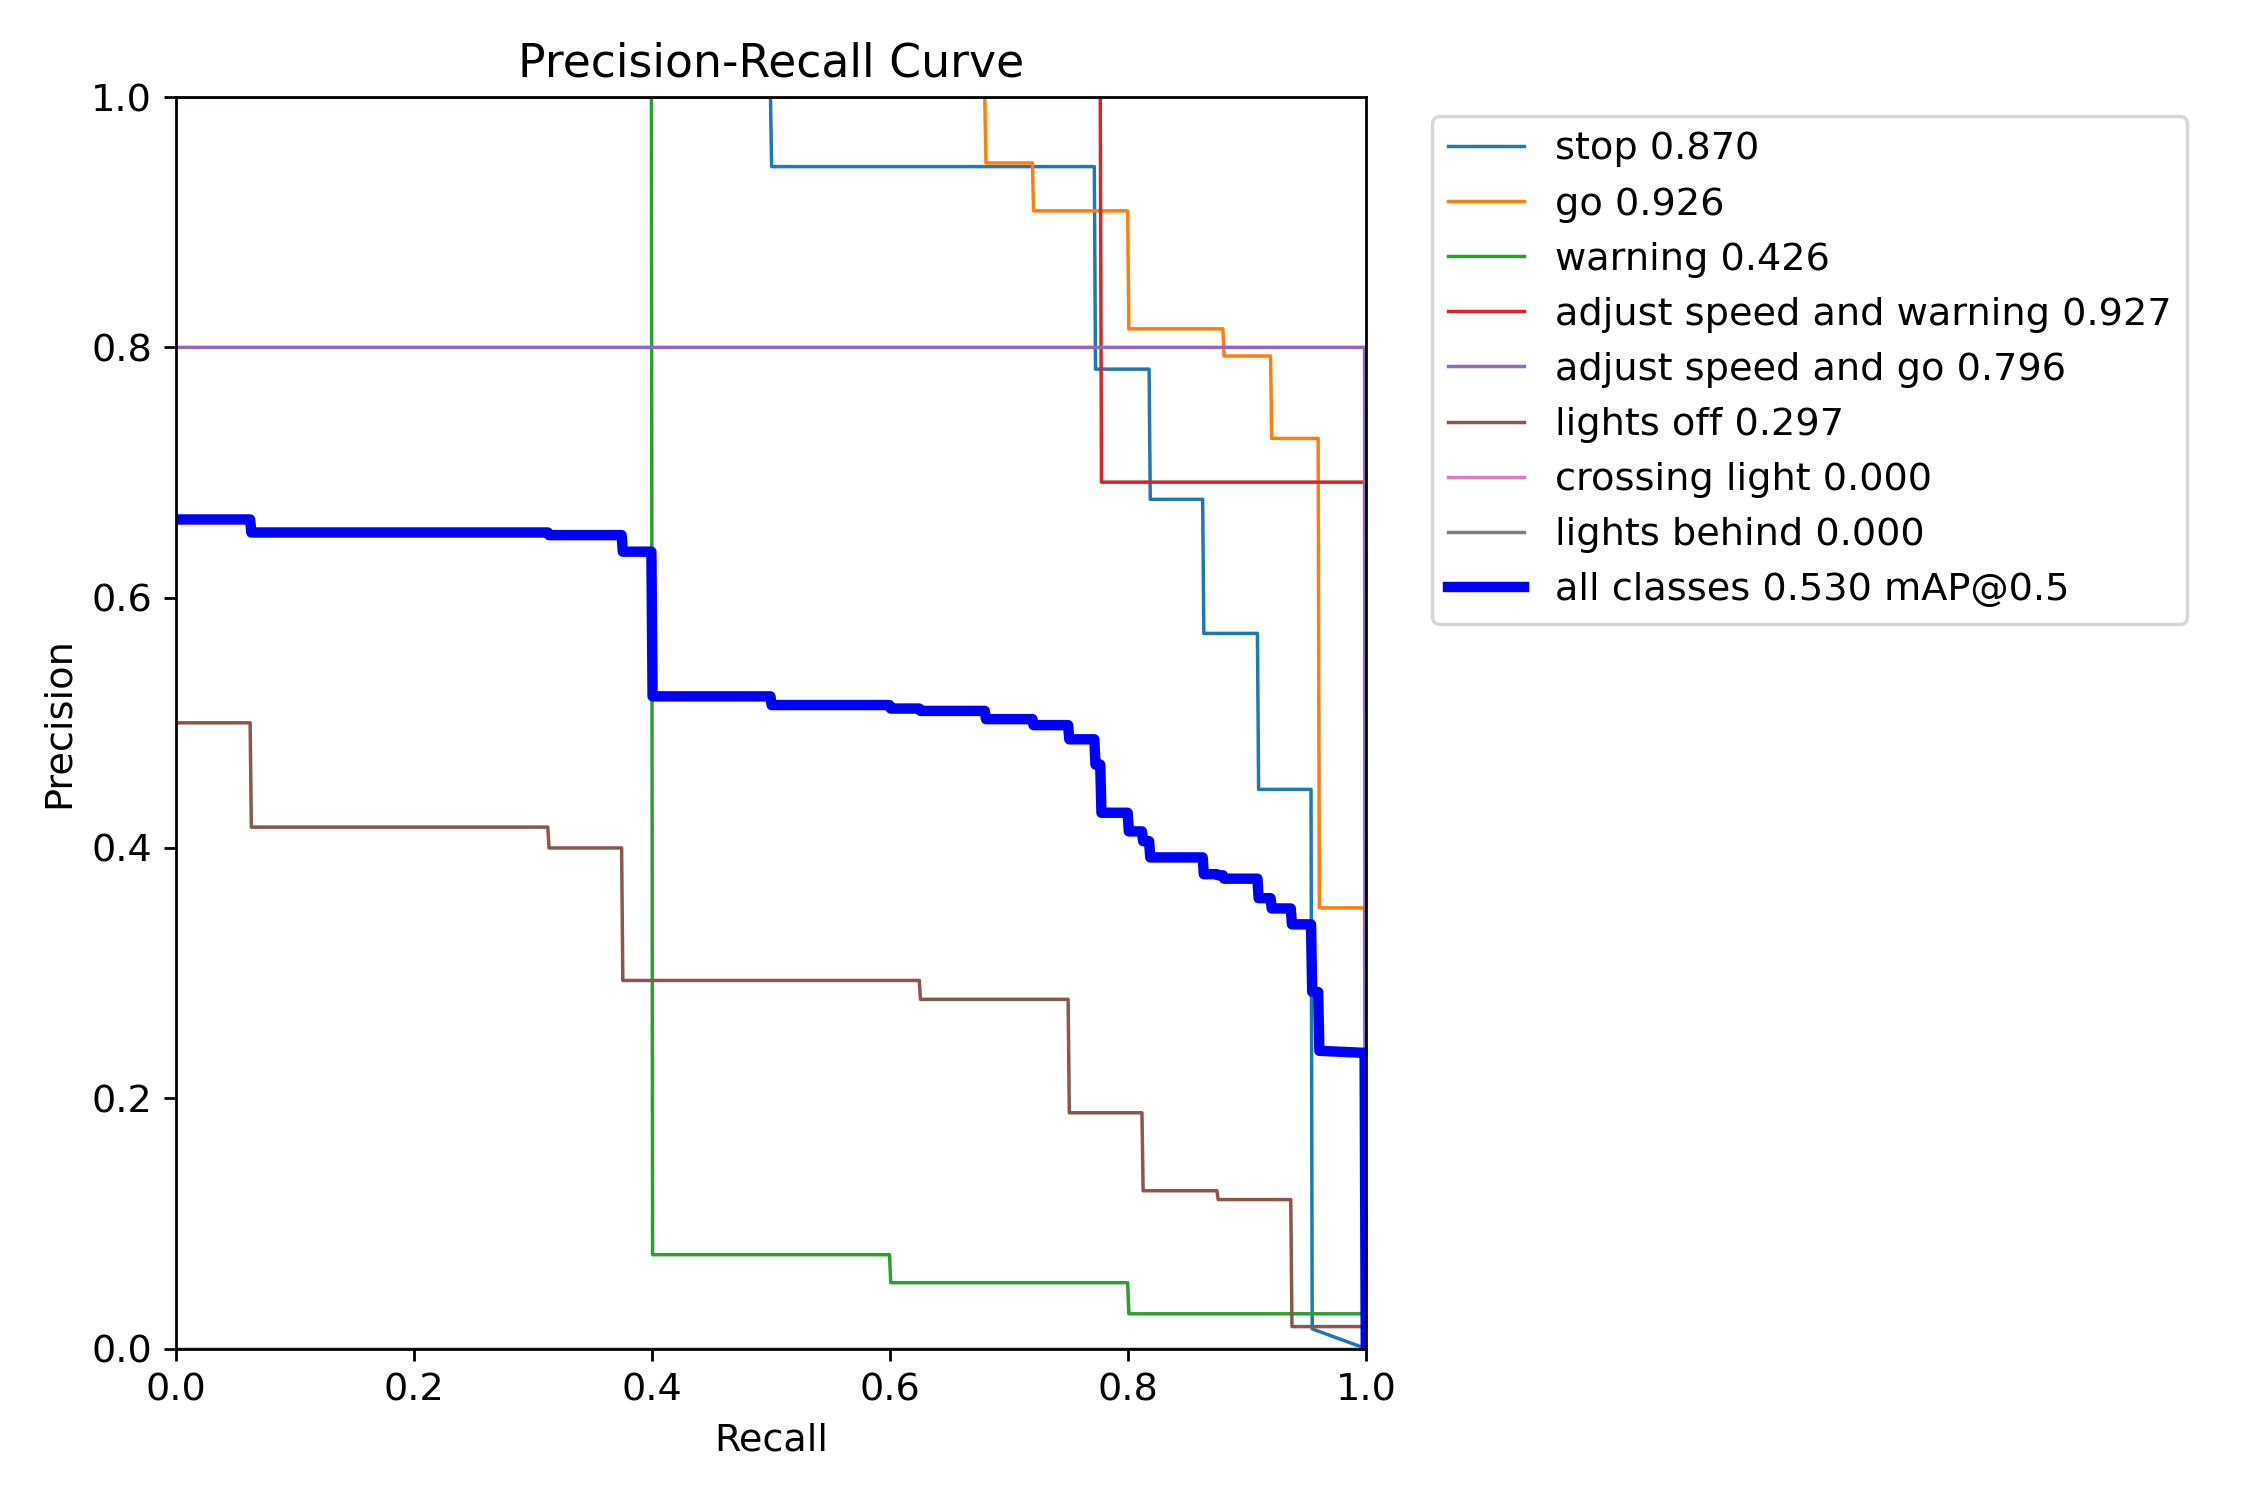 Precision-Recall Curve
1.0
0.8
0.6
0.4
0.2
0.0
Precision
0.0 0.2 0.4 0.6 0.8 1.0
Recall
stop 0.870
go 0.926
warning 0.426
adjust speed and warning 0.927
adjust speed and go 0.796
lights off 0.297
crossing light 0.000
lights behind 0.000
all classes 0.530 mAP@0.5